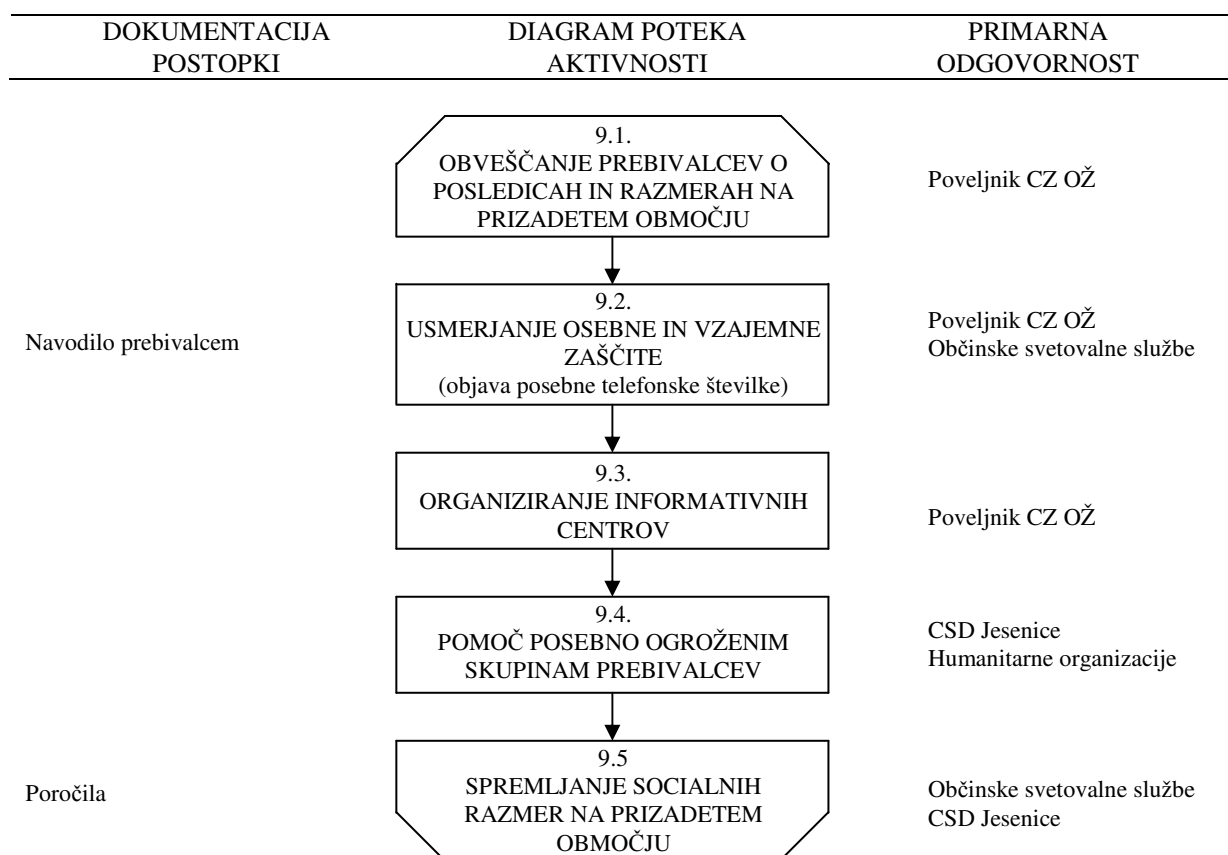 DOKUMENTACIJA
POSTOPKI
DIAGRAM POTEKA
AKTIVNOSTI
PRIMARNA
ODGOVORNOST
9.1.
OBVEŠČANJE PREBIVALCEV O
POSLEDICAH IN RAZMERAH NA
PRIZADETEM OBMOČJU
Poveljnik CZ OŽ
Navodilo prebivalcem
9.2.
USMERJANJE OSEBNE IN VZAJEMNE
ZAŠČITE
(objava posebne telefonske številke)
Poveljnik CZ OŽ
Občinske svetovalne službe
9.3.
ORGANIZIRANJE INFORMATIVNIH
CENTROV
Poveljnik CZ OŽ
9.4.
POMOČ POSEBNO OGROŽENIM
SKUPINAM PREBIVALCEV
CSD Jesenice
Humanitarne organizacije
Poročila
9.5
SPREMLJANJE SOCIALNIH
RAZMER NA PRIZADETEM
OBMOČJU
Občinske svetovalne službe
CSD Jesenice